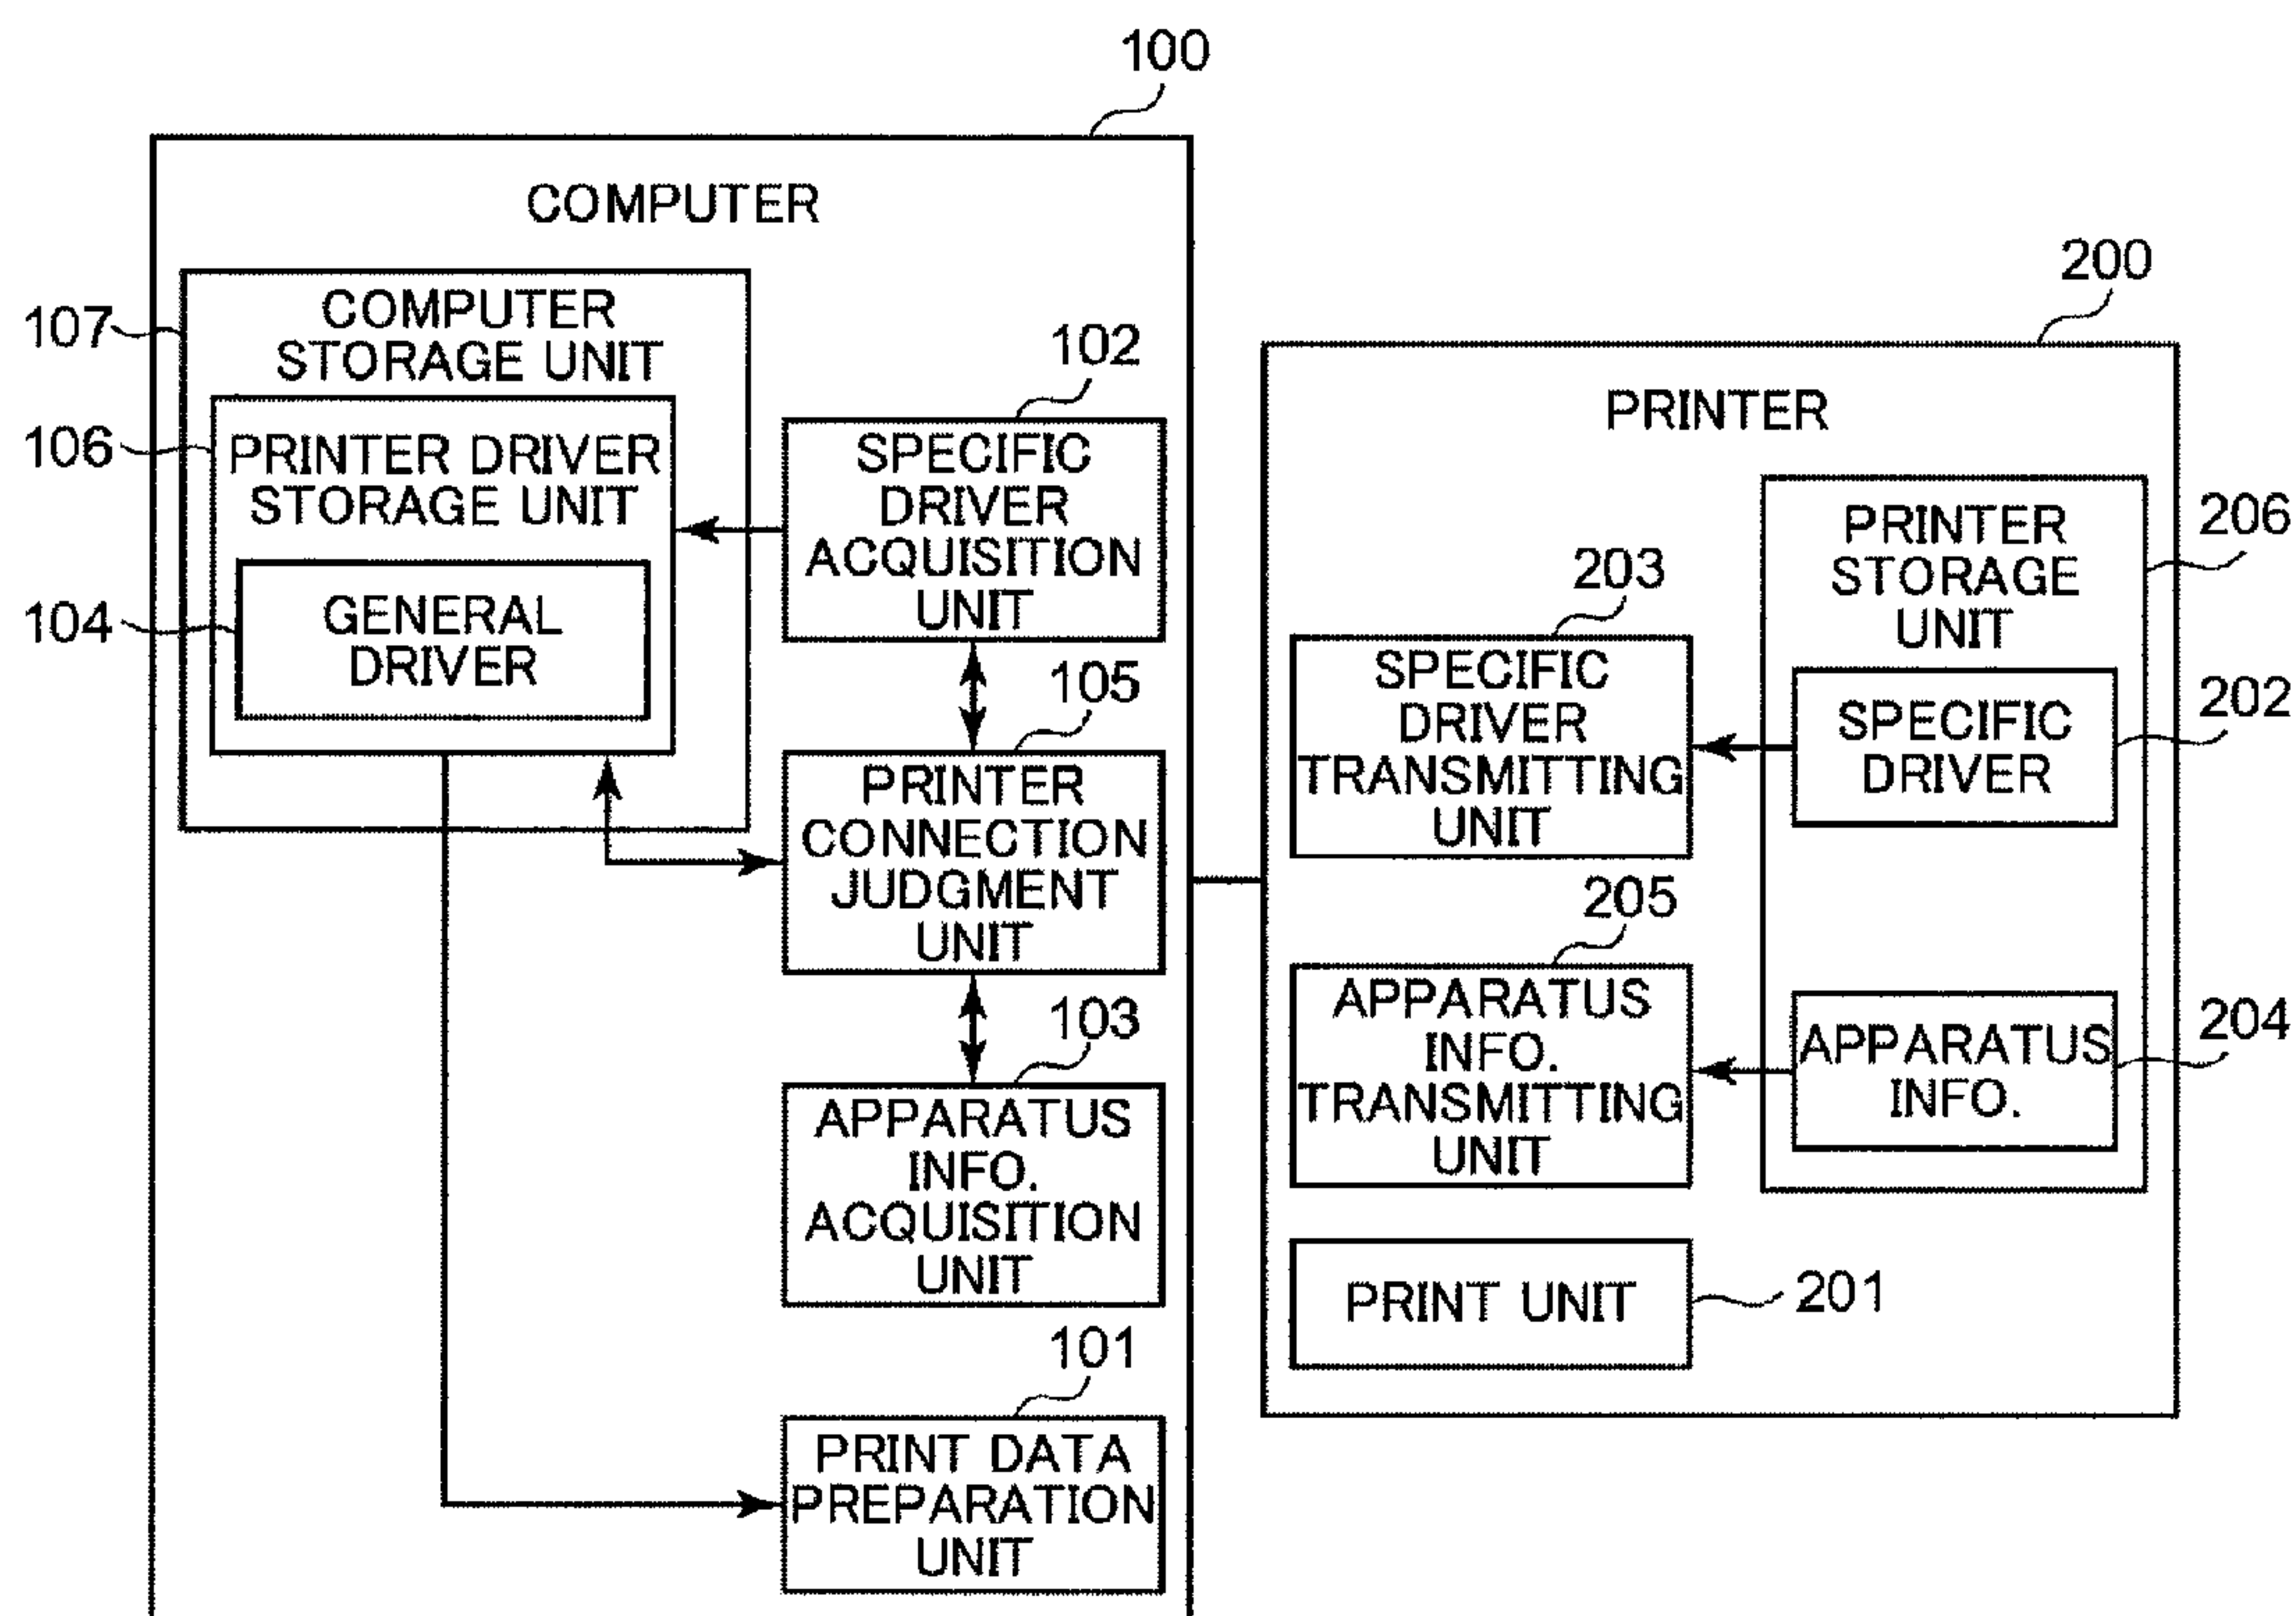 100
COMPUTER
107
COMPUTER
STORAGE UNIT
106
PRINTER DRIVER
STORAGE UNIT
104
GENERAL
DRIVER
102
SPECIFIC
DRIVER
ACQUISITION
UNIT
105
PRINTER
CONNECTION
JUDGMENT
UNIT
103
APPARATUS
INFO.
ACQUISITION
UNIT
101
PRINT DATA
PREPARATION
UNIT
200
PRINTER
206
PRINTER
STORAGE
UNIT
203
SPECIFIC
DRIVER
TRANSMITTING
UNIT
202
SPECIFIC
DRIVER
205
APPARATUS
INFO.
TRANSMITTING
UNIT
204
APPARATUS
INFO.
PRINT UNIT
201